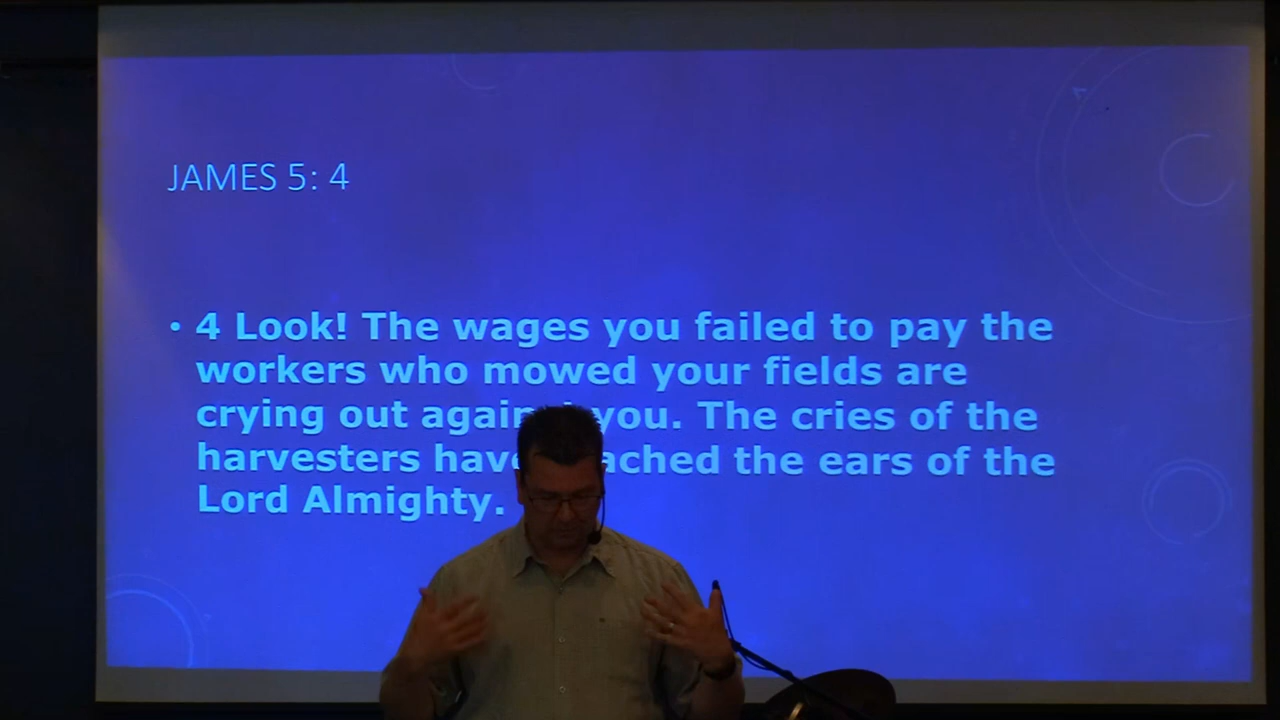 JAMES 5: 4
• 4 Look! The wages you failed to pay the
workers who mowed your fields are
crying out you. The cries of the
harvesters the ears of the
Lord Almighty.